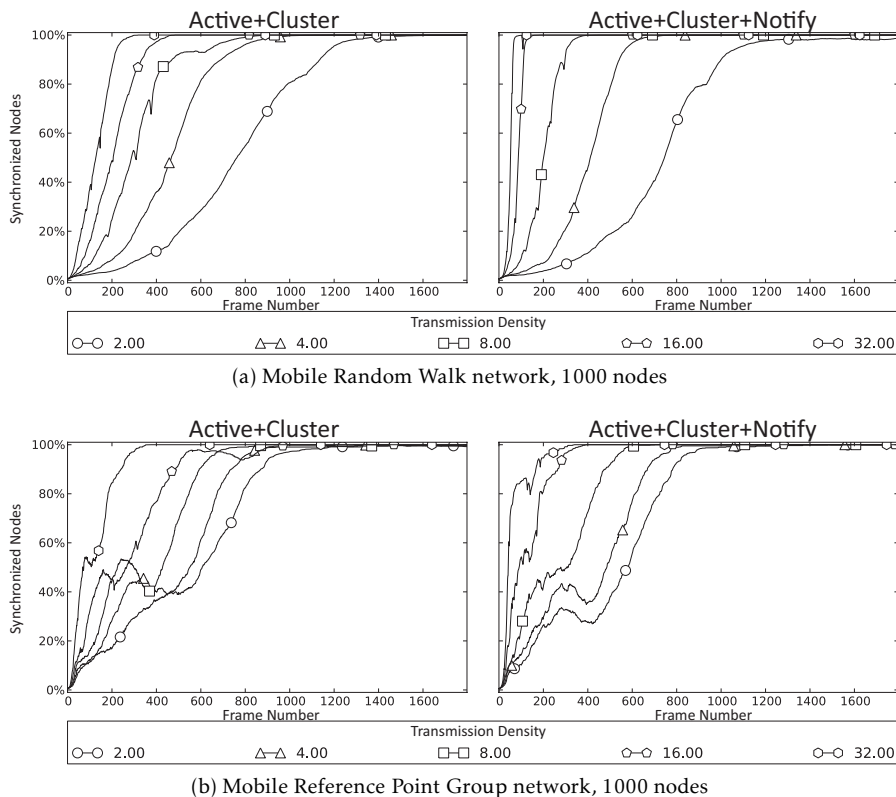 Active+Cluster
Active+Cluster+Notify
Synchronized Nodes
100%
80%
60%
40%
20%
0%
0 200 400 600 800 1000 1200 1400 1600
Frame Number
0 200 400 600 800 1000 1200 1400 1600
Frame Number
Transmission Density
2.00 4.00 8.00 16.00 32.00
(a) Mobile Random Walk network, 1000 nodes
Active+Cluster
Active+Cluster+Notify
Synchronized Nodes
100%
80%
60%
40%
20%
0%
0 200 400 600 800 1000 1200 1400 1600
Frame Number
0 200 400 600 800 1000 1200 1400 1600
Frame Number
Transmission Density
2.00 4.00 8.00 16.00 32.00
(b) Mobile Reference Point Group network, 1000 nodes